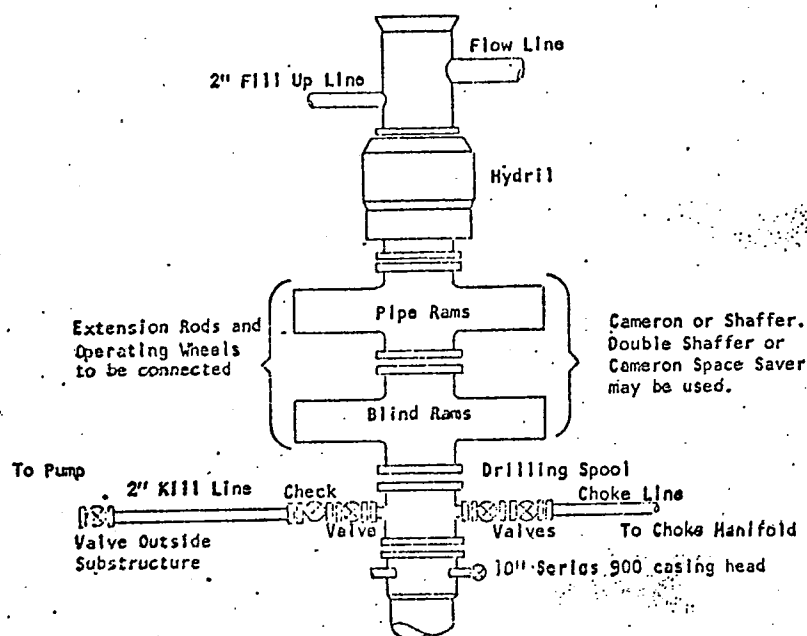 Flow Line
2" Fill Up Line
Hydril
Pipe Rams
Extension Rods and
Operating Wheels
to be connected
Cameron or Shaffer.
Double Shaffer or
Cameron Space Saver
may be used.
Blind Rams
To Pump
Drilling Spool
2" Kill Line
Check
Choke Line
Valve
Valves
To Choke Manifold
Valve Outside
Substructure
10" Series 900 casing head